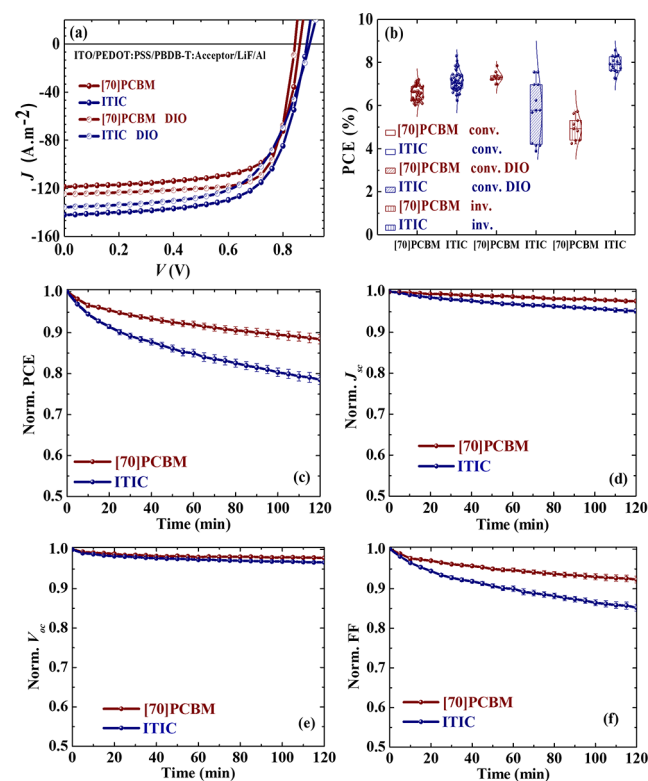 (a)
ITO/PEDOT:PSS/PBDB-T:Acceptor/LiF/Al
[70]PCBM
ITIC
[70]PCBM DIO
ITIC DIO
0
-40
-80
-120
-160
J (A.m-2)
0.0 0.2 0.4 0.6 0.8
V (V)
(b)
10
8
6
4
2
0
PCE (%)
[70]PCBM conv.
ITIC conv.
[70]PCBM conv. DIO
ITIC conv. DIO
[70]PCBM inv.
ITIC inv.
[70]PCBM ITIC [70]PCBM ITIC [70]PCBM ITIC
1.0
0.9
0.8
0.7
0.6
0.5
Norm. PCE
[70]PCBM
ITIC
(c)
0 20 40 60 80 100 120
Time (min)
1.0
0.9
0.8
0.7
0.6
0.5
Norm. Jsc
[70]PCBM
ITIC
(d)
0 20 40 60 80 100 120
Time (min)
1.0
0.9
0.8
0.7
0.6
0.5
Norm. Voc
[70]PCBM
ITIC
(e)
0 20 40 60 80 100 120
Time (min)
1.0
0.9
0.8
0.7
0.6
0.5
Norm. FF
[70]PCBM
ITIC
(f)
0 20 40 60 80 100 120
Time (min)